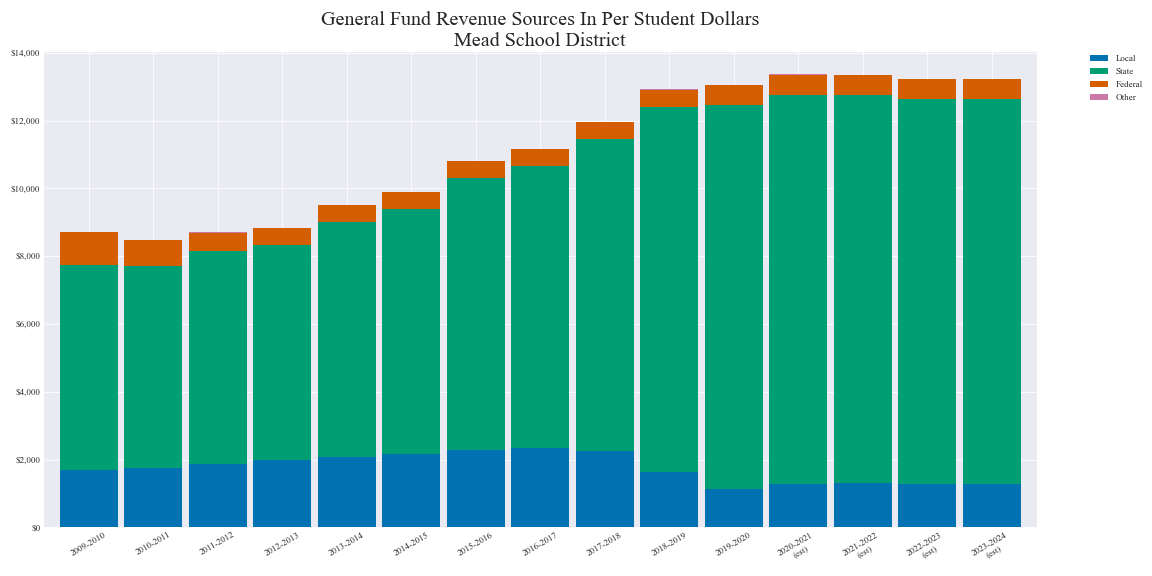 General Fund Revenue Sources In Per Student Dollars
Mead School District
$14,000
$12,000
$10,000
$8,000
$6,000
$4,000
$2,000
$0
2009-2010
2010-2011
2011-2012
2012-2013
2013-2014
2014-2015
2015-2016
2016-2017
2017-2018
2018-2019
2019-2020
2020-2021
(est)
2021-2022
(est)
2022-2023
(est)
2023-2024
(est)
Local
State
Federal
Other